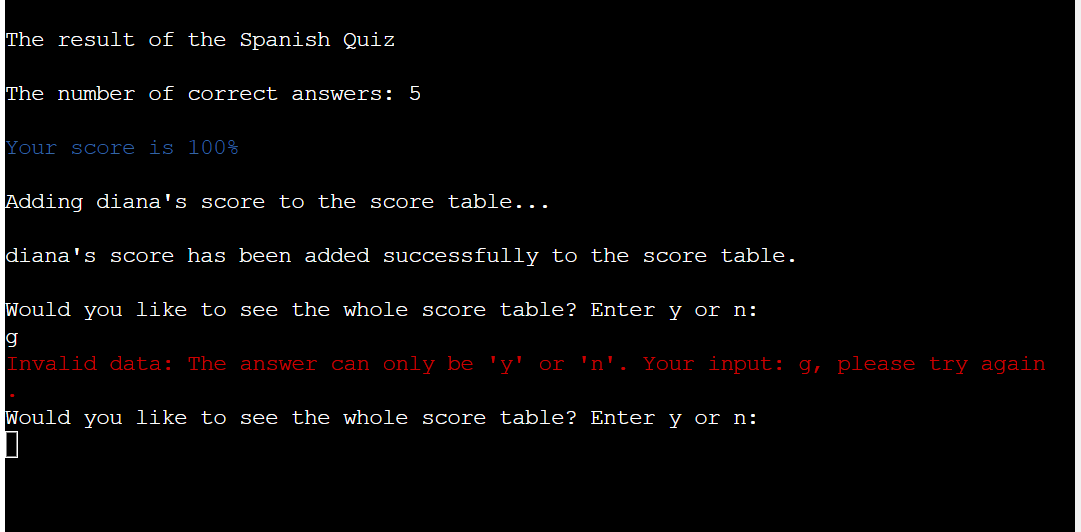 The result of the Spanish Quiz
The number of correct answers: 5
Your score is 100%
Adding diana's score to the score table...
diana's score has been added successfully to the score table.
Would you like to see the whole score table? Enter y or n:
g
Invalid data: The answer can only be 'y' or 'n'. Your input: g, please try again
.
Would you like to see the whole score table? Enter y or n: